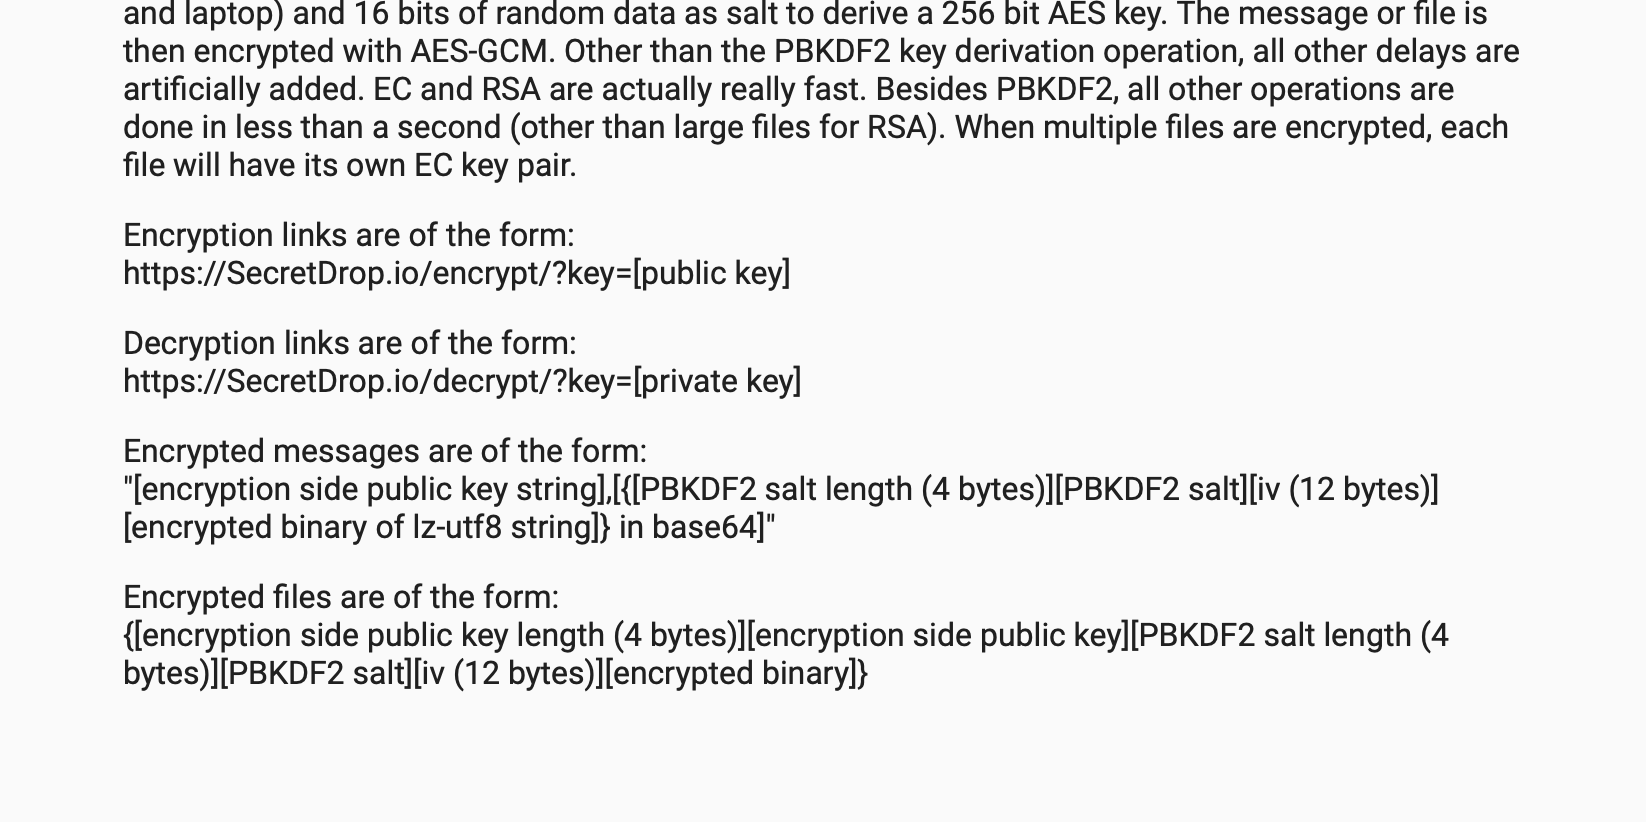 and laptop) and 16 bits of random data as salt to derive a 256 bit AES key. The message or file is
then encrypted with AES-GCM. Other than the PBKDF2 key derivation operation, all other delays are
artificially added. EC and RSA are actually really fast. Besides PBKDF2, all other operations are
done in less than a second (other than large files for RSA). When multiple files are encrypted, each
file will have its own EC key pair.
Encryption links are of the form:
https://SecretDrop.io/encrypt/?key=[public key]
Decryption links are of the form:
https://SecretDrop.io/decrypt/?key=[private key]
Encrypted messages are of the form:
"[encryption side public key string],[{[PBKDF2 salt length (4 bytes)][PBKDF2 salt][iv (12 bytes)]
[encrypted binary of lz-utf8 string]} in base64]"
Encrypted files are of the form:
{[encryption side public key length (4 bytes)][encryption side public key][PBKDF2 salt length (4
bytes)][PBKDF2 salt][iv (12 bytes)][encrypted binary]}